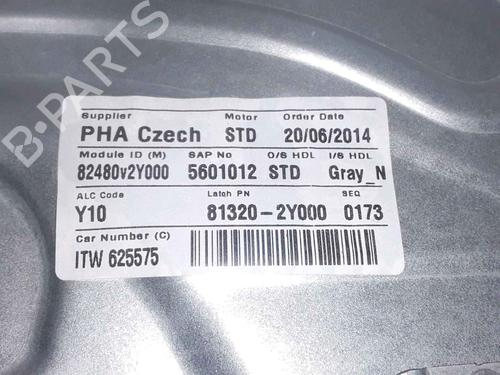 B-PARTS
Supplier Motor Order Date
PHA Czech STD 20/06/2014
Module ID (M) SAP No O/S HDL I/S HDL
82480v2Y000 5601012 STD Gray_N
ALC Code Latch PN SEQ
Y10 81320-2Y000 0173
Car Number (C)
ITW 625575